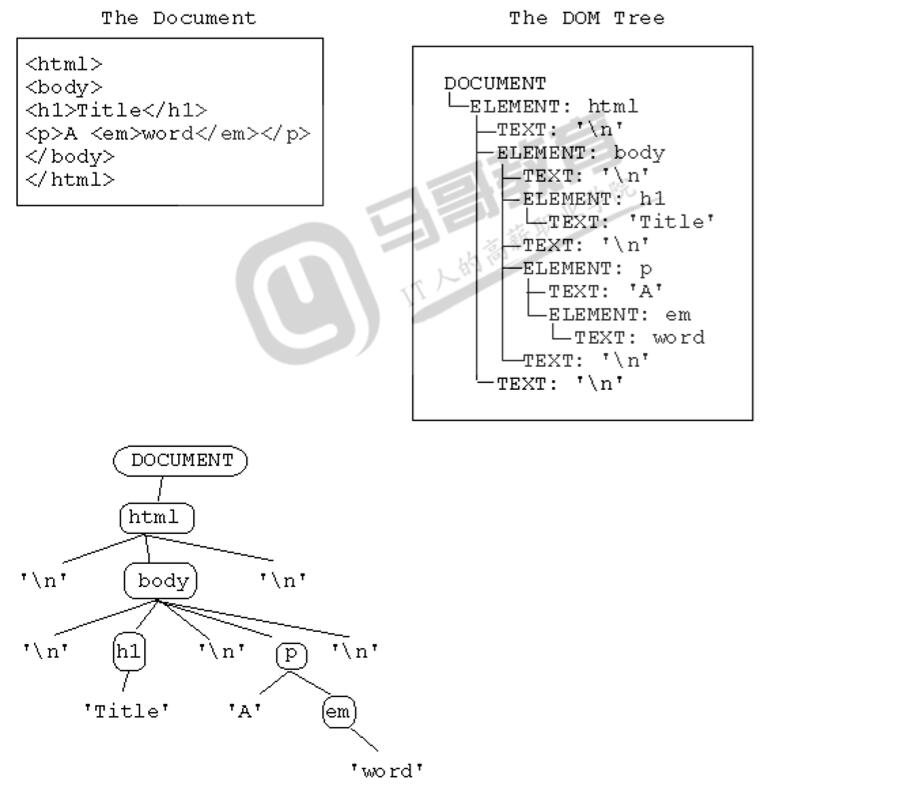 The Document
<html>
<body>
<h1>Title</h1>
<p>A <em>word</em></p>
</body>
</html>
The DOM Tree
DOCUMENT
ELEMENT: html
TEXT: '\n'
ELEMENT: body
TEXT: '\n'
ELEMENT: h1
TEXT: 'Title'
TEXT: '\n'
ELEMENT: p
TEXT: 'A'
ELEMENT: em
TEXT: word
TEXT: '\n'
TEXT: '\n'
马哥教育
IT人的高薪职业学院
DOCUMENT
html
'\n' body '\n'
'\n' h1 '\n' p '\n'
'Title' 'A' em
'word'